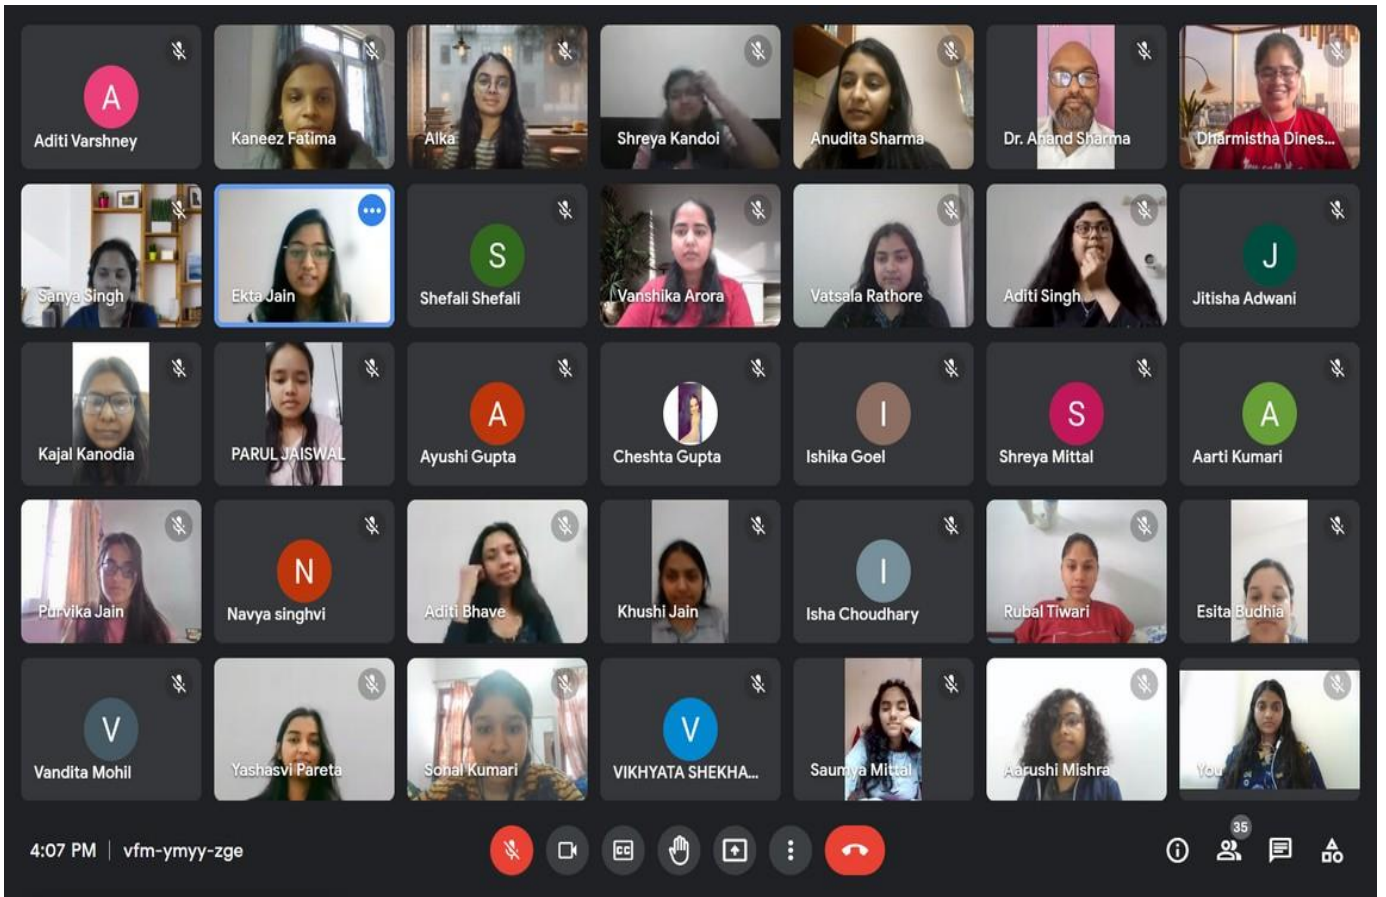 A
Aditi Varshney
Kaneez Fatima
Alka
Shreya Kandoi
Anudita Sharma
Dr. Anand Sharma
Dharmistha Dines...
Sanya Singh
Ekta Jain
S
Shefali Shefali
Vanshika Arora
Vatsala Rathore
Aditi Singh
J
Jitisha Adwani
Kajal Kanodia
PARUL JAISWAL
A
Ayushi Gupta
Cheshta Gupta
I
Ishika Goel
S
Shreya Mittal
A
Aarti Kumari
Purvika Jain
N
Navya singhvi
Aditi Bhave
Khushi Jain
I
Isha Choudhary
Rubal Tiwari
Esita Budhia
V
Vandita Mohil
Yashasvi Pareta
Sonal Kumari
V
VIKHYATA SHEKHA...
Saumya Mittal
Aarushi Mishra
You
4:07 PM | vfm-ymyy-zge
CC
35